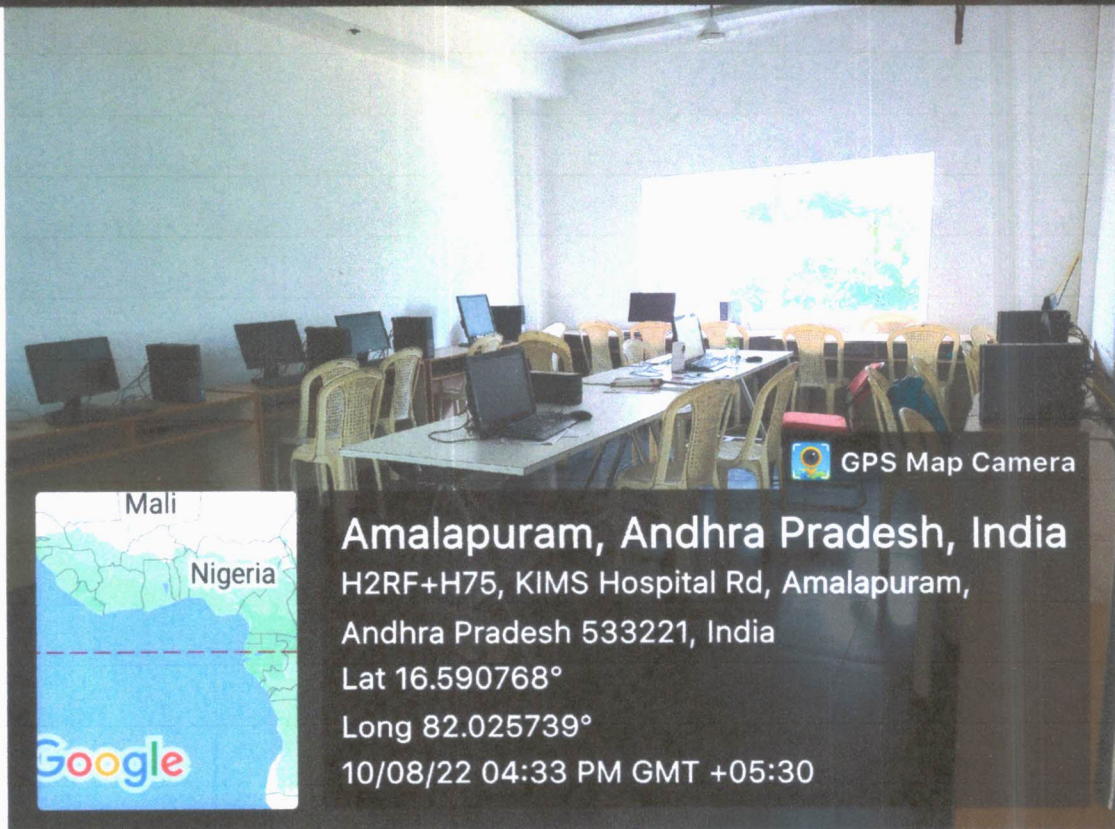 GPS Map Camera
Mali
Nigeria
Google
Amalapuram, Andhra Pradesh, India
H2RF+H75, KIMS Hospital Rd, Amalapuram,
Andhra Pradesh 533221, India
Lat 16.590768°
Long 82.025739°
10/08/22 04:33 PM GMT +05:30